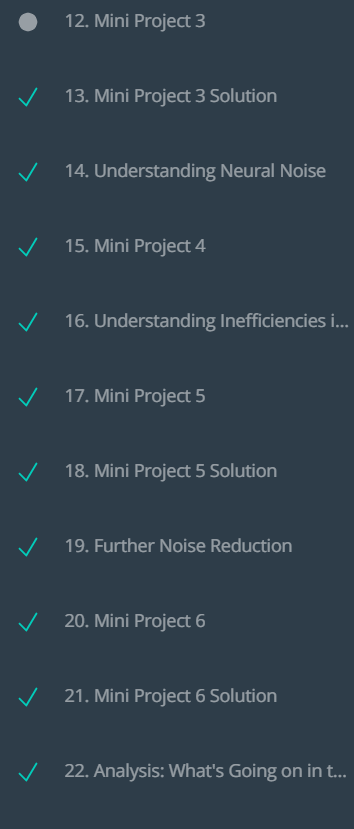 12. Mini Project 3
13. Mini Project 3 Solution
14. Understanding Neural Noise
15. Mini Project 4
16. Understanding Inefficiencies i...
17. Mini Project 5
18. Mini Project 5 Solution
19. Further Noise Reduction
20. Mini Project 6
21. Mini Project 6 Solution
22. Analysis: What's Going on in t...